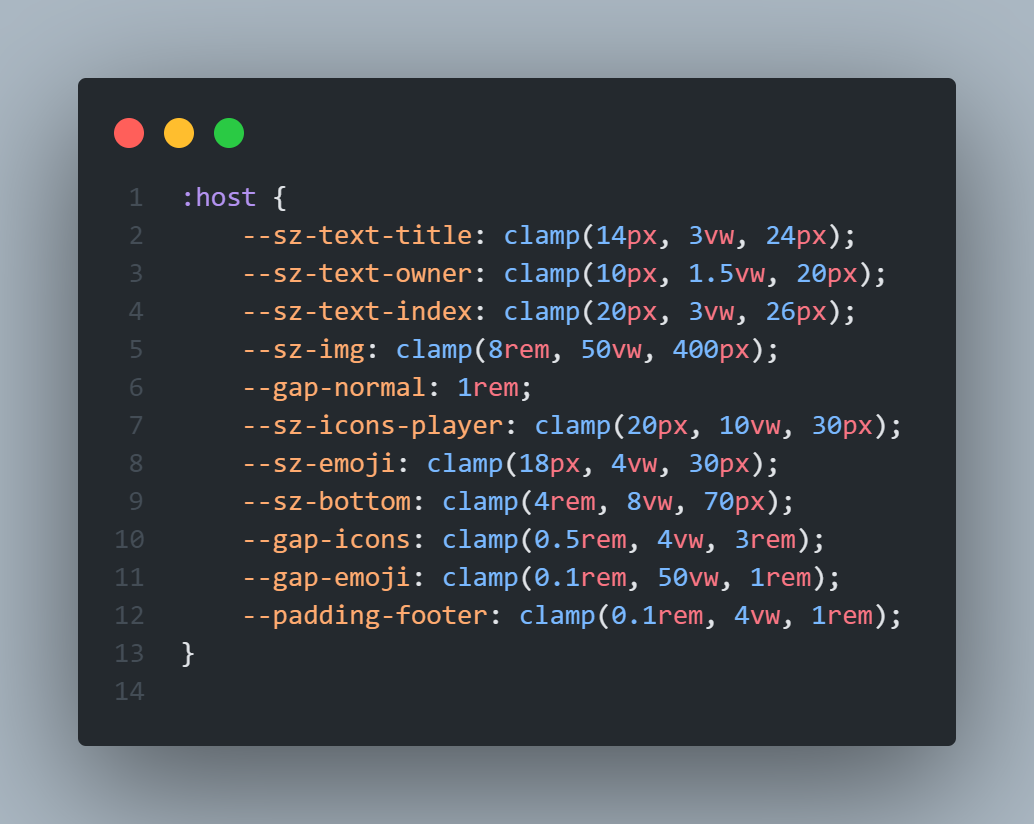 1 :host {
2 --sz-text-title: clamp(14px, 3vw, 24px);
3 --sz-text-owner: clamp(10px, 1.5vw, 20px);
4 --sz-text-index: clamp(20px, 3vw, 26px);
5 --sz-img: clamp(8rem, 50vw, 400px);
6 --gap-normal: 1rem;
7 --sz-icons-player: clamp(20px, 10vw, 30px);
8 --sz-emoji: clamp(18px, 4vw, 30px);
9 --sz-bottom: clamp(4rem, 8vw, 70px);
10 --gap-icons: clamp(0.5rem, 4vw, 3rem);
11 --gap-emoji: clamp(0.1rem, 50vw, 1rem);
12 --padding-footer: clamp(0.1rem, 4vw, 1rem);
13 }
14